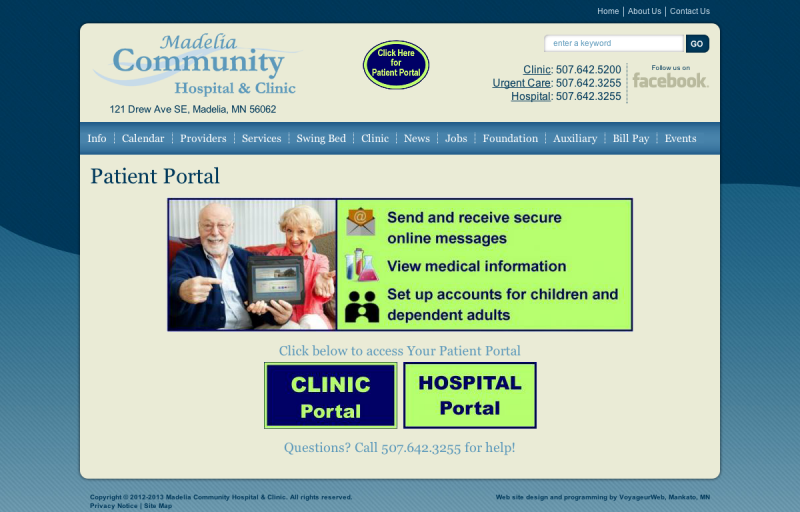 Home About Us Contact Us
Madelia
Community
Hospital & Clinic
121 Drew Ave SE, Madelia, MN 56062
Click Here
for
Patient Portal
enter a keyword GO
Clinic: 507.642.5200
Urgent Care: 507.642.3255
Hospital: 507.642.3255
Follow us on
facebook.
Info Calendar Providers Services Swing Bed Clinic News Jobs Foundation Auxiliary Bill Pay Events
Patient Portal
Send and receive secure
online messages
View medical information
Set up accounts for children and
dependent adults
Click below to access Your Patient Portal
CLINIC
Portal
HOSPITAL
Portal
Questions? Call 507.642.3255 for help!
Copyright © 2012-2013 Madelia Community Hospital & Clinic. All rights reserved.
Privacy Notice | Site Map
Web site design and programming by VoyageurWeb, Mankato, MN